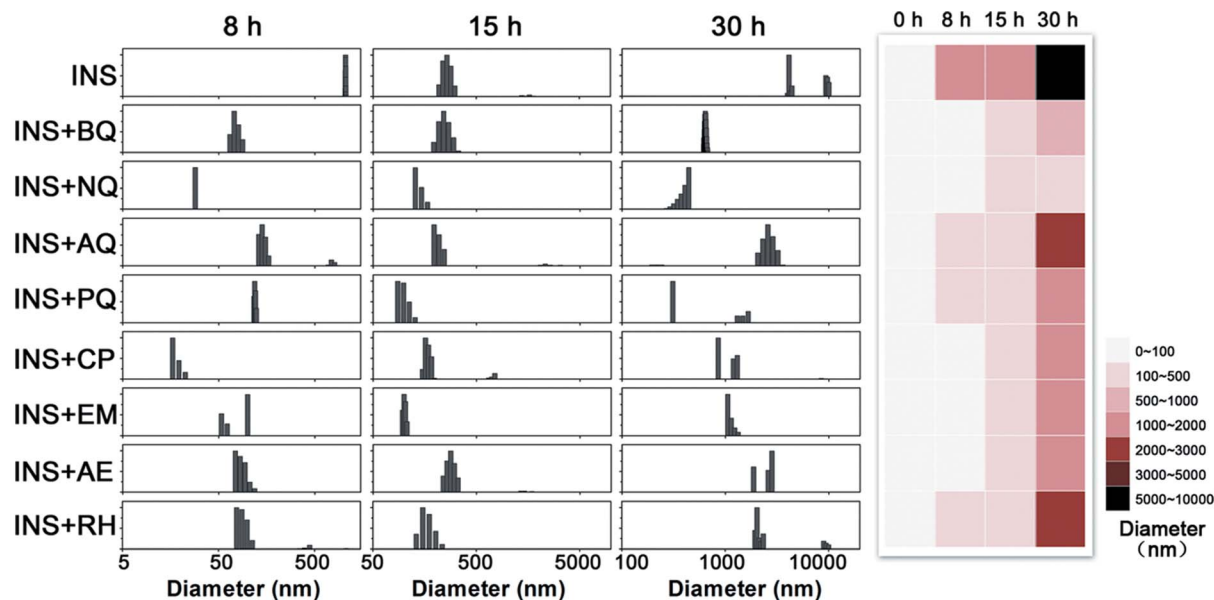 8 h 15 h 30 h 0 h 8 h 15 h 30 h
INS
INS+BQ
INS+NQ
INS+AQ
INS+PQ
INS+CP
INS+EM
INS+AE
INS+RH
5 50 500 50 500 5000 100 1000 10000
Diameter (nm) Diameter (nm) Diameter (nm)
0~100
100~500
500~1000
1000~2000
2000~3000
3000~5000
5000~10000
Diameter
(nm)